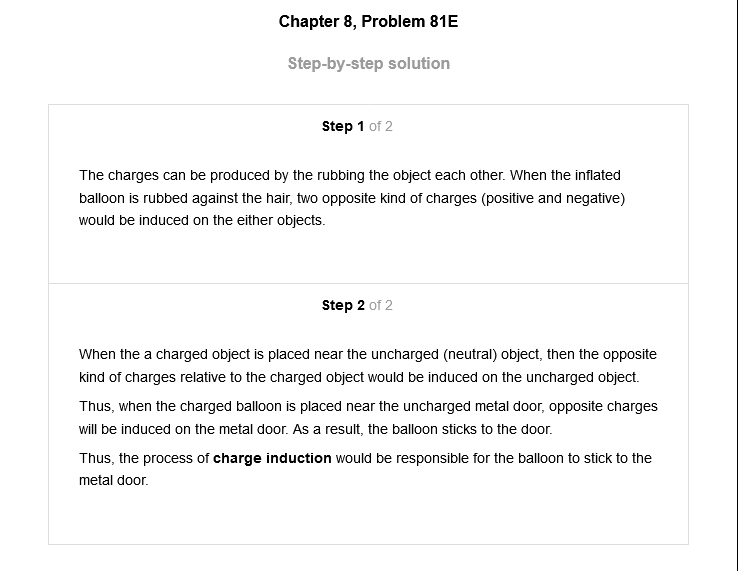 Chapter 8, Problem 81E
Step-by-step solution
Step 1 of 2
The charges can be produced by the rubbing the object each other. When the inflated
balloon is rubbed against the hair, two opposite kind of charges (positive and negative)
would be induced on the either objects.
Step 2 of 2
When the a charged object is placed near the uncharged (neutral) object, then the opposite
kind of charges relative to the charged object would be induced on the uncharged object.
Thus, when the charged balloon is placed near the uncharged metal door, opposite charges
will be induced on the metal door. As a result, the balloon sticks to the door.
Thus, the process of charge induction would be responsible for the balloon to stick to the
metal door.